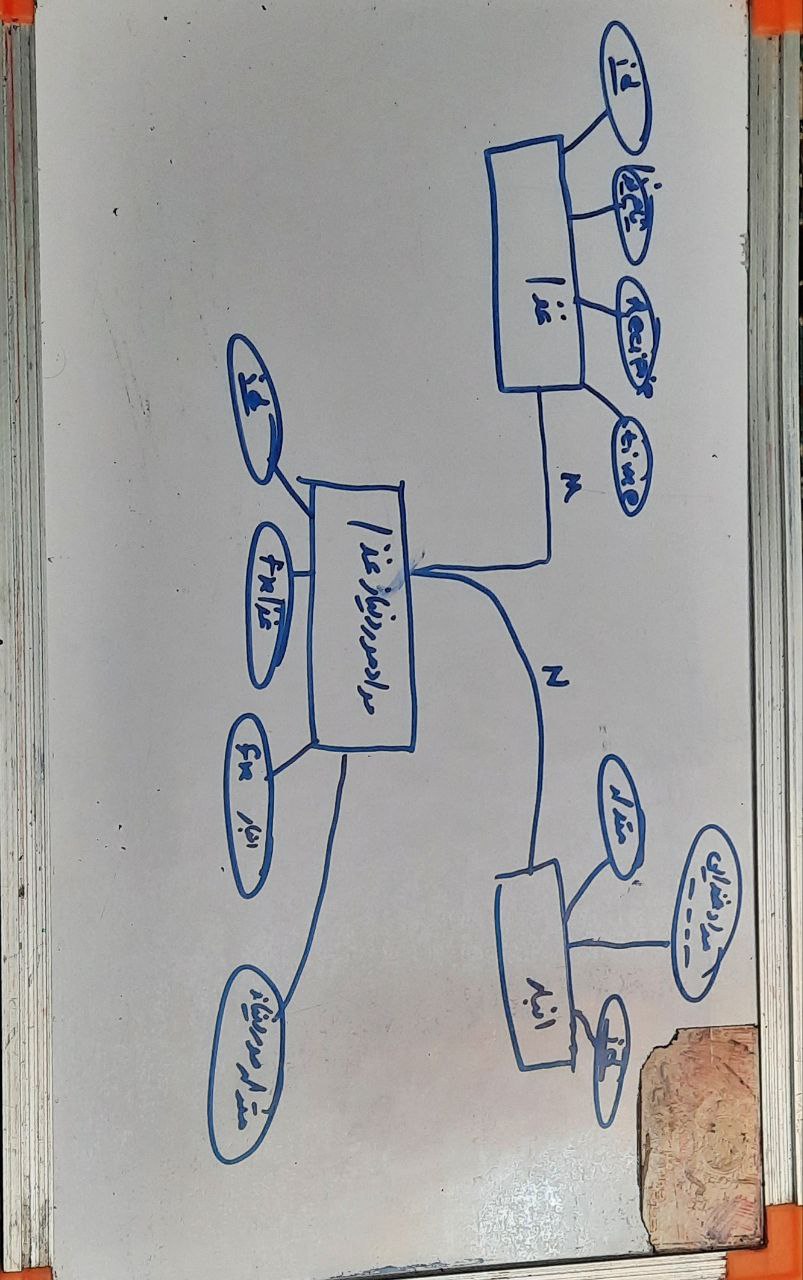 مواد غذایی
id
نام غذا
Recipe
time
مقدار
id
غذا
M
N
انبار
مواد مورد نیاز غذا
id
fk غذا
fk انبار
مقدار مورد نیاز